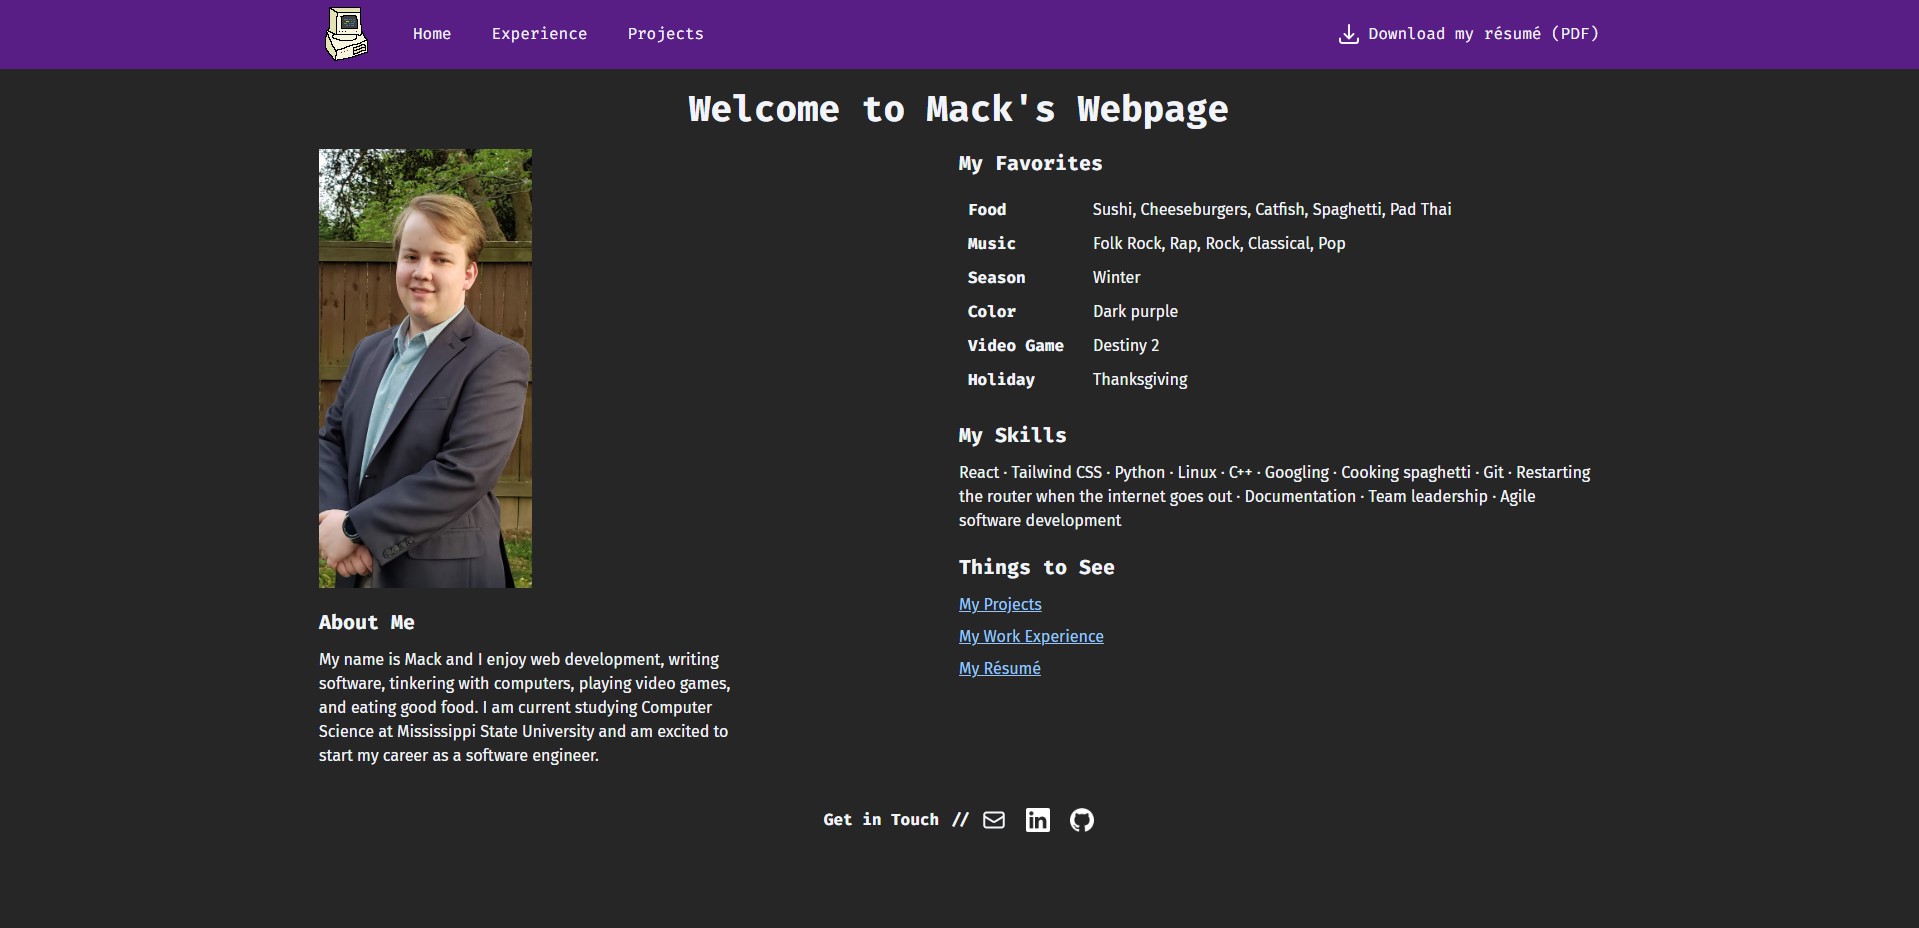 Home Experience Projects Download my résumé (PDF)
Welcome to Mack's Webpage
About Me
My name is Mack and I enjoy web development, writing
software, tinkering with computers, playing video games,
and eating good food. I am current studying Computer
Science at Mississippi State University and am excited to
start my career as a software engineer.
My Favorites
Food Sushi, Cheeseburgers, Catfish, Spaghetti, Pad Thai
Music Folk Rock, Rap, Rock, Classical, Pop
Season Winter
Color Dark purple
Video Game Destiny 2
Holiday Thanksgiving
My Skills
React · Tailwind CSS · Python · Linux · C++ · Googling · Cooking spaghetti · Git · Restarting
the router when the internet goes out · Documentation · Team leadership · Agile
software development
Things to See
My Projects
My Work Experience
My Résumé
Get in Touch // in